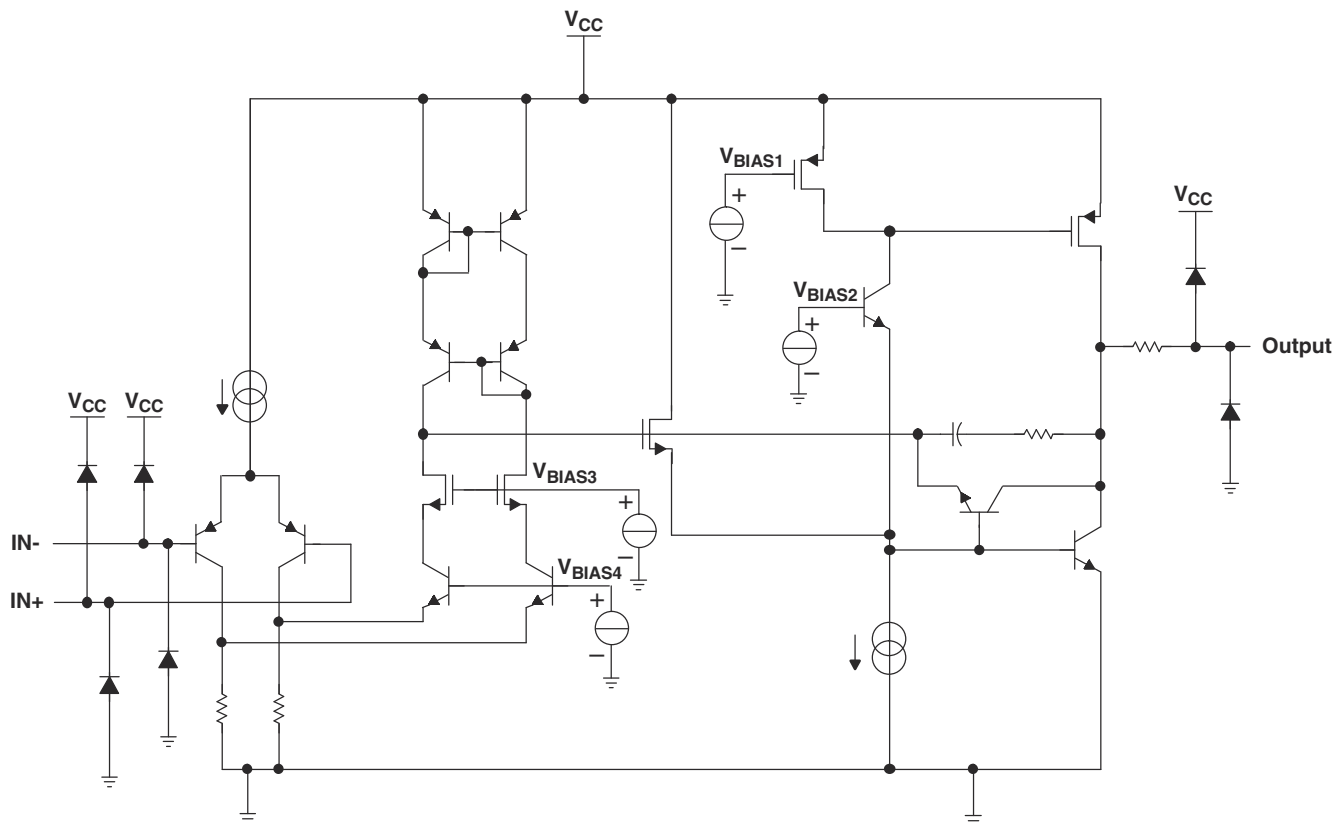 VCC
VBIAS1
+
−
VCC
VBIAS2
+
−
Output
VCC
VCC
VBIAS3
+
−
IN-
VBIAS4
+
−
IN+